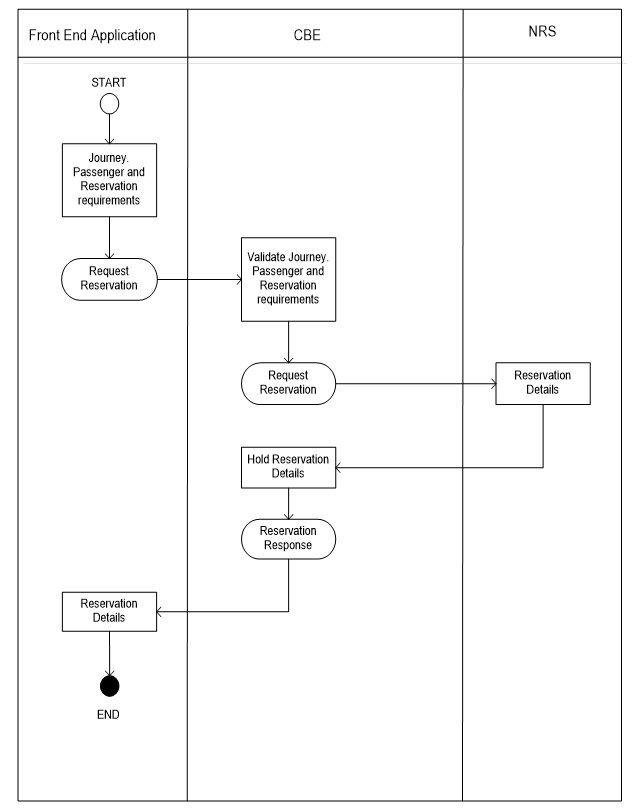 Front End Application
CBE
NRS
START
Journey.
Passenger and
Reservation
requirements
Request
Reservation
Validate Journey.
Passenger and
Reservation
requirements
Request
Reservation
Reservation
Details
Hold Reservation
Details
Reservation
Response
Reservation
Details
END